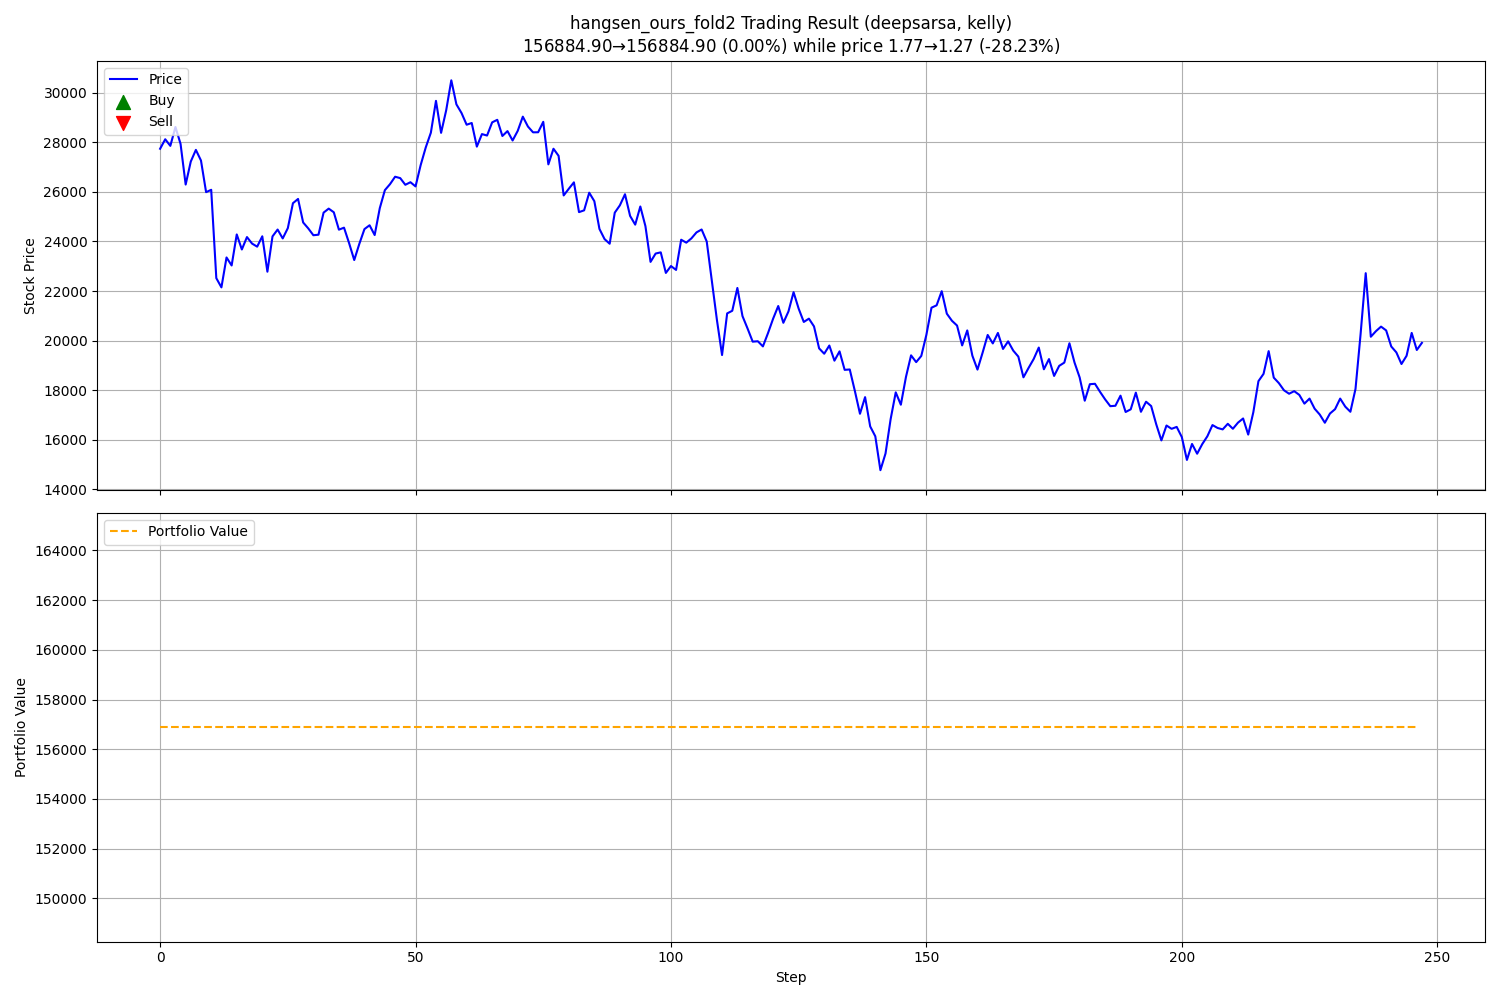 hangsen_ours_fold2 Trading Result (deepsarsa, kelly)
156884.90→156884.90 (0.00%) while price 1.77→1.27 (-28.23%)
Price
Buy
Sell
Stock Price
30000
28000
26000
24000
22000
20000
18000
16000
14000
Portfolio Value
Portfolio Value
164000
162000
160000
158000
156000
154000
152000
150000
0
50
100
150
200
250
Step